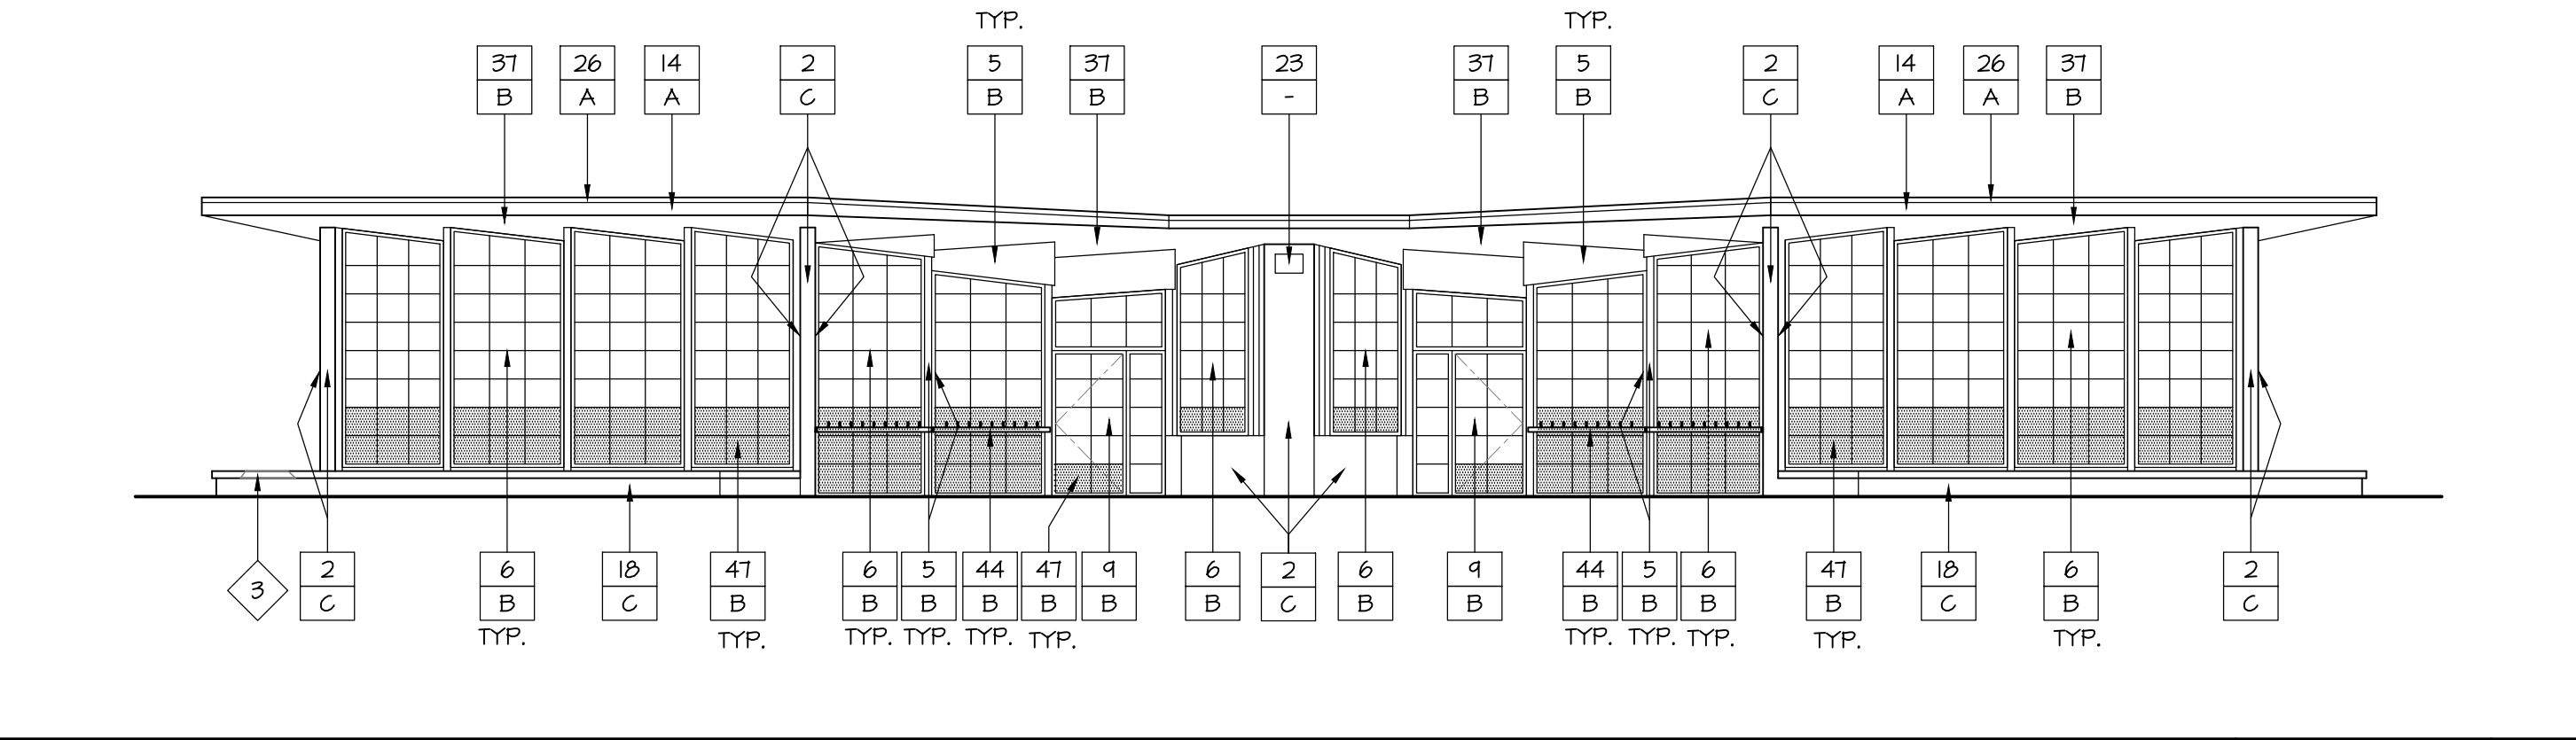 TYP. TYP.
37 26 14 2 5 37 23 37 5 2 14 26 37
B A A C B B - B B C A A B
3 2 6 18 47 6 5 44 47 9 6 2 6 9 44 5 6 47 18 6 2
C B C B B B B B B B C B B B B B B C B C
TYP. TYP. TYP. TYP. TYP. TYP. TYP. TYP. TYP. TYP. TYP.